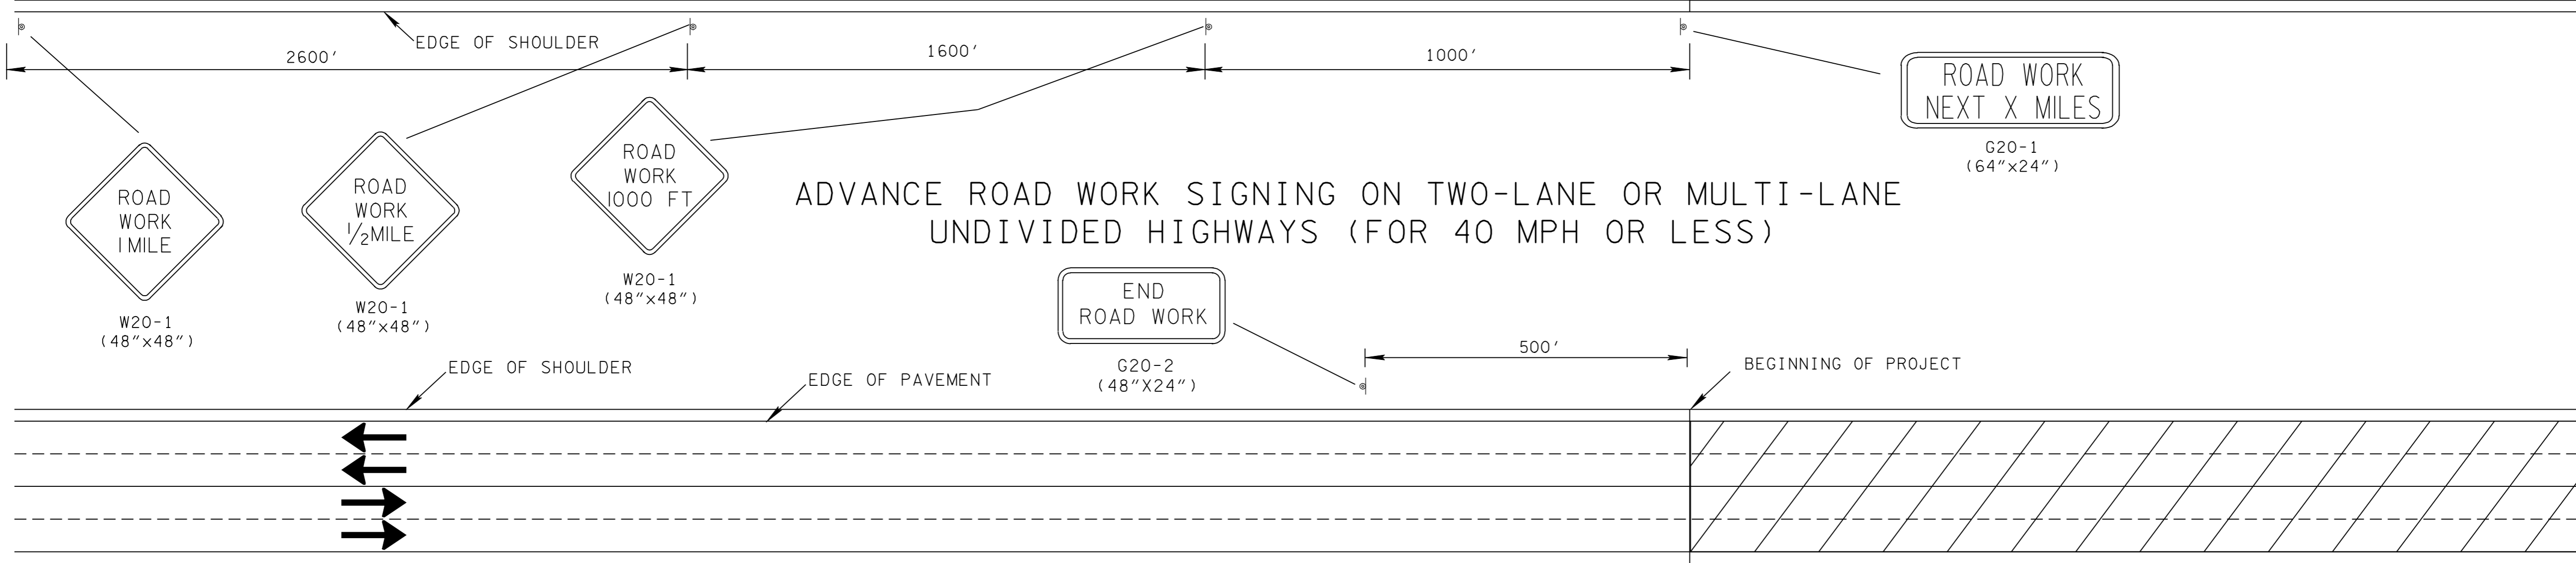 EDGE OF SHOULDER
2600'
1600'
1000'
ROAD WORK
NEXT X MILES
G20-1
(64"x24")
ROAD
WORK
1 MILE
W20-1
(48"x48")
ROAD
WORK
1/2 MILE
W20-1
(48"x48")
ROAD
WORK
1000 FT
W20-1
(48"x48")
ADVANCE ROAD WORK SIGNING ON TWO-LANE OR MULTI-LANE
UNDIVIDED HIGHWAYS (FOR 40 MPH OR LESS)
END
ROAD WORK
G20-2
(48"X24")
500'
EDGE OF SHOULDER
EDGE OF PAVEMENT
BEGINNING OF PROJECT